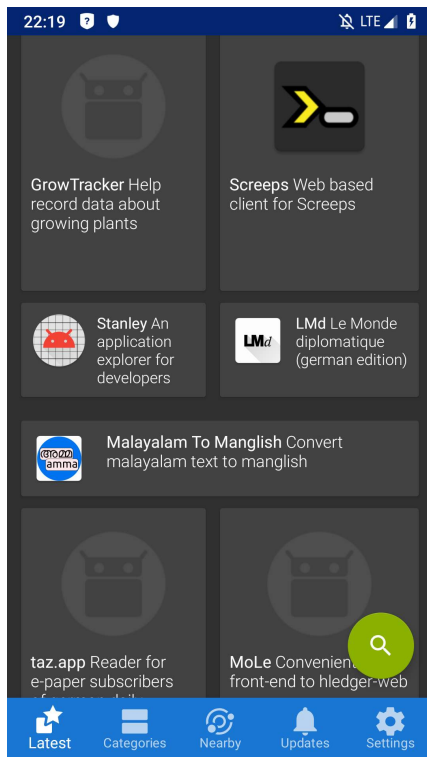 22:19
LTE
GrowTracker Help
record data about
growing plants
Screeps Web based
client for Screeps
Stanley An
application
explorer for
developers
LMd
LMd Le Monde
diplomatique
(german edition)
അമ്മ
amma
Malayalam To Manglish Convert
malayalam text to manglish
taz.app Reader for
e-paper subscribers
MoLe Convenient
front-end to hledger-web
Latest
Categories
Nearby
Updates
Settings